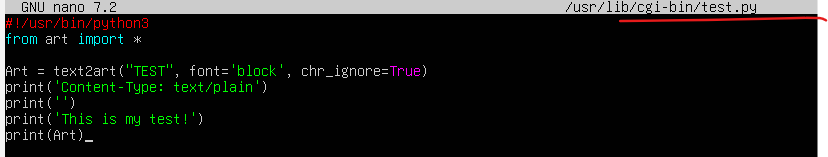 GNU nano 7.2 /usr/lib/cgi-bin/test.py
#!/usr/bin/python3
from art import *
Art = text2art("TEST", font='block', chr_ignore=True)
print('Content-Type: text/plain')
print('')
print('This is my test!')
print(Art)